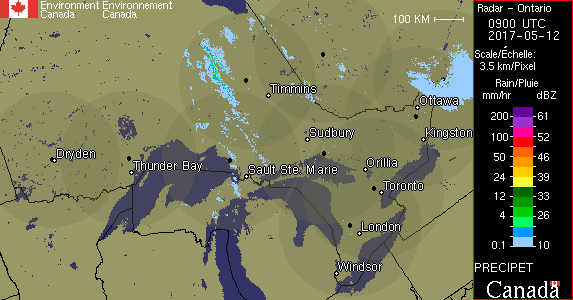 Environment Environnement
Canada Canada
100 KM
Timmins
Ottawa
Sudbury
Kingston
Dryden
Thunder Bay
Sault Ste. Marie
Orillia
Toronto
London
Windsor
Radar - Ontario
0900 UTC
2017-05-12
Scale/Échelle:
3.5 km/Pixel
Rain/Pluie
mm/hr dBZ
200 61
100 52
50 46
24 39
12 33
4 26
0.1 10
PRECIPET
Canada